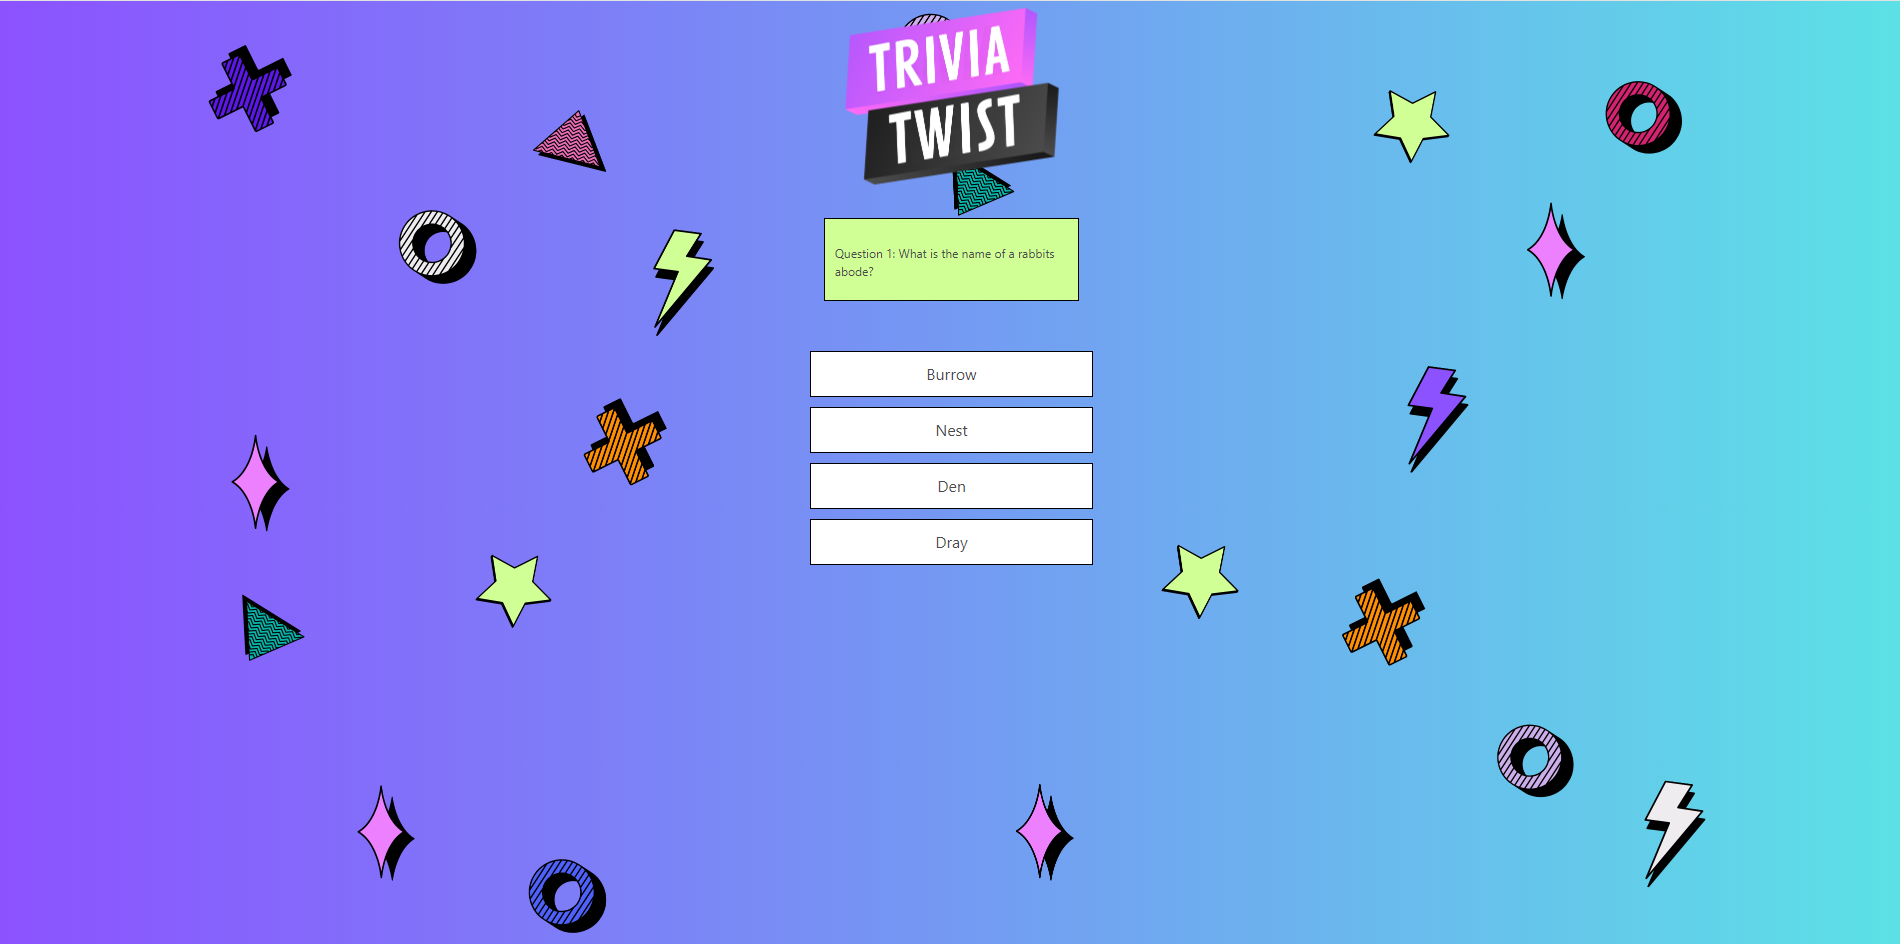 TRIVIA
TWIST
Question 1: What is the name of a rabbits
abode?
Burrow
Nest
Den
Dray